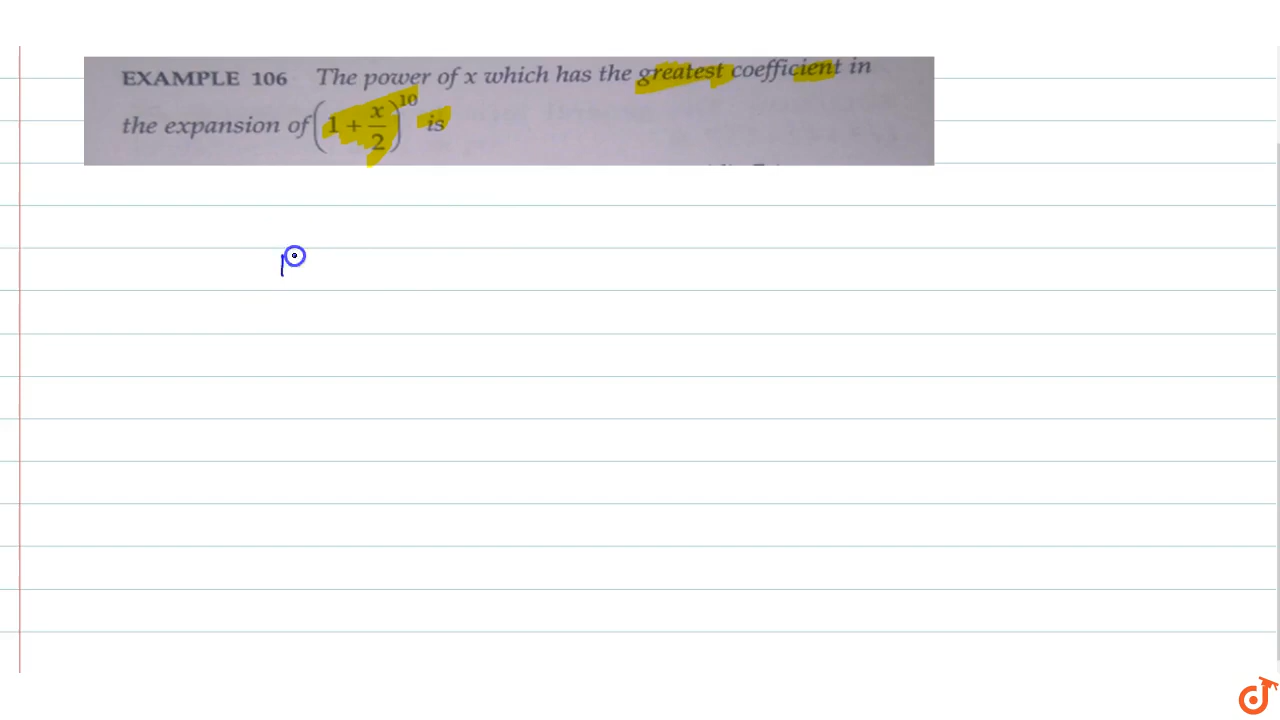 EXAMPLE 106 The power of x which has the greatest coefficient in
the expansion of (1 + x/2)^10 is